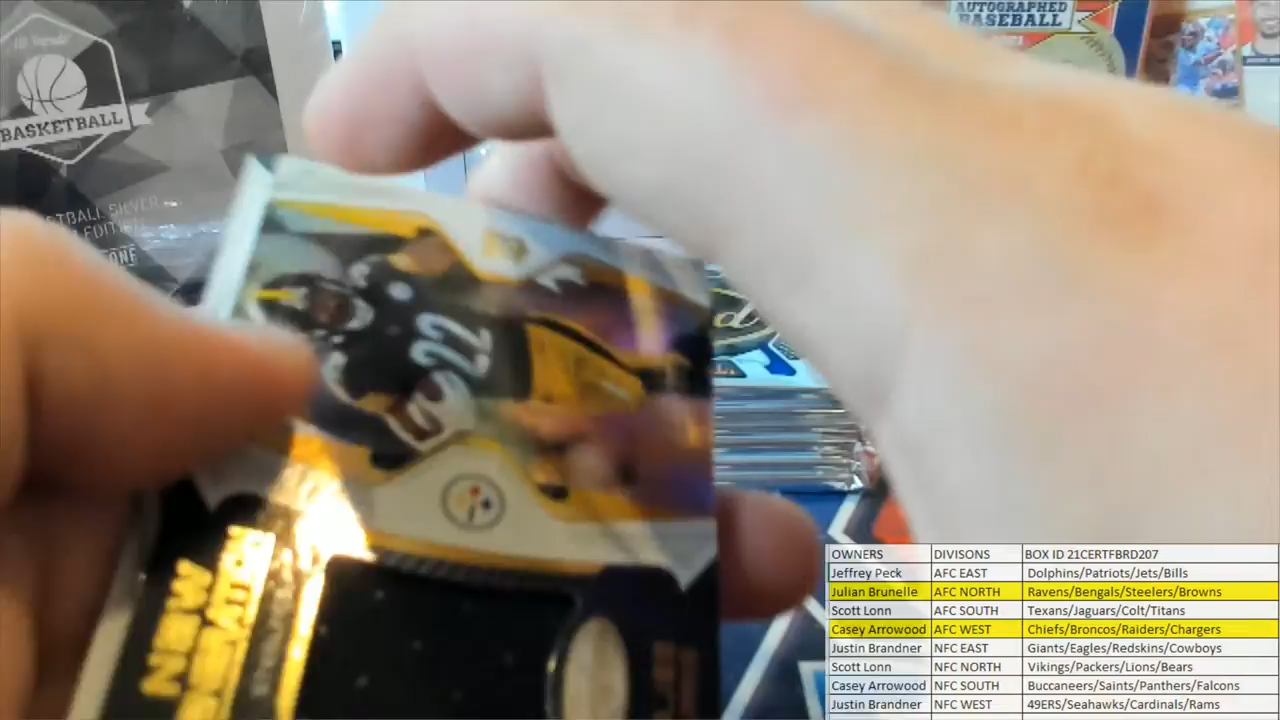 AUTOGRAPHED
BASEBALL
BASKETBALL
EDITION
22
NEW
GENERATION
OWNERS DIVISONS BOX ID 21CERTFBRD207
Jeffrey Peck AFC EAST Dolphins/Patriots/Jets/Bills
Julian Brunelle AFC NORTH Ravens/Bengals/Steelers/Browns
Scott Lonn AFC SOUTH Texans/Jaguars/Colt/Titans
Casey Arrowood AFC WEST Chiefs/Broncos/Raiders/Chargers
Justin Brandner NFC EAST Giants/Eagles/Redskins/Cowboys
Scott Lonn NFC NORTH Vikings/Packers/Lions/Bears
Casey Arrowood NFC SOUTH Buccaneers/Saints/Panthers/Falcons
Justin Brandner NFC WEST 49ERS/Seahawks/Cardinals/Rams